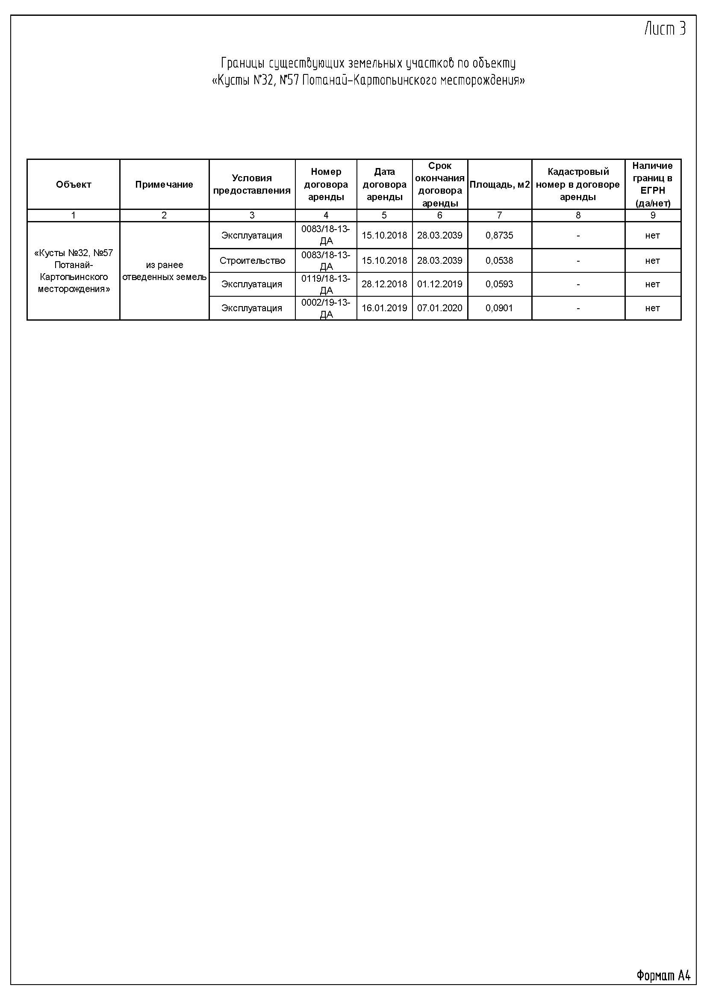 Лист 3
Границы существующих земельных участков по объекту
«Кусты №32, №57 Потанай-Картопьинского месторождения»
Объект
Примечание
Условия
предоставления
Номер
договора
аренды
Дата
договора
аренды
Срок
окончания
договора
аренды
Площадь, м2
Кадастровый
номер в договоре
аренды
Наличие
границ в
ЕГРН
(да/нет)
1 2 3 4 5 6 7 8 9
«Кусты №32, №57
Потанай-
Картопьинского
месторождения»
из ранее
отведенных земель
Эксплуатация
0083/18-13-
ДА
15.10.2018 28.03.2039 0,8735 - нет
Строительство
0083/18-13-
ДА
15.10.2018 28.03.2039 0,0538 - нет
Эксплуатация
0119/18-13-
ДА
28.12.2018 01.12.2019 0,0593 - нет
Эксплуатация
0002/19-13-
ДА
16.01.2019 07.01.2020 0,0901 - нет
Формат А4